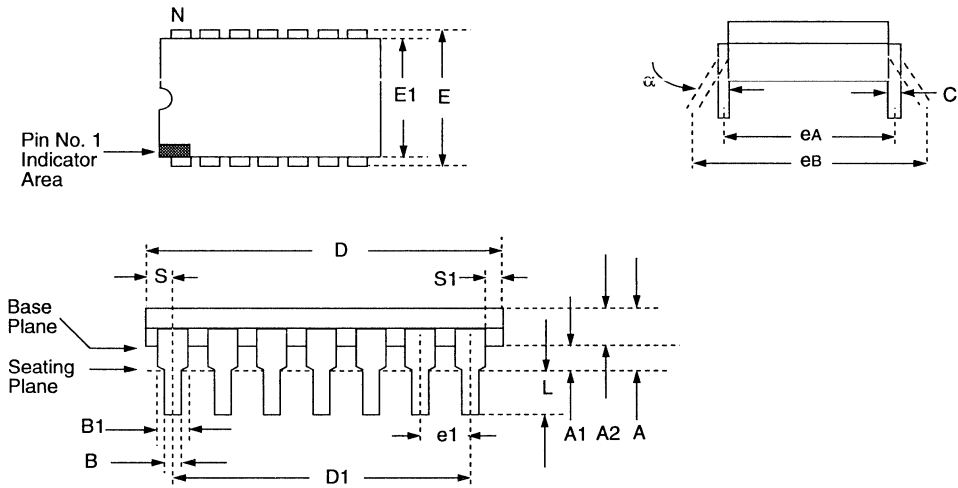 N
E1
E
Pin No. 1
Indicator
Area
α
C
eA
eB
D
S
S1
Base
Plane
Seating
Plane
L
B1
e1
A1
A2
A
B
D1